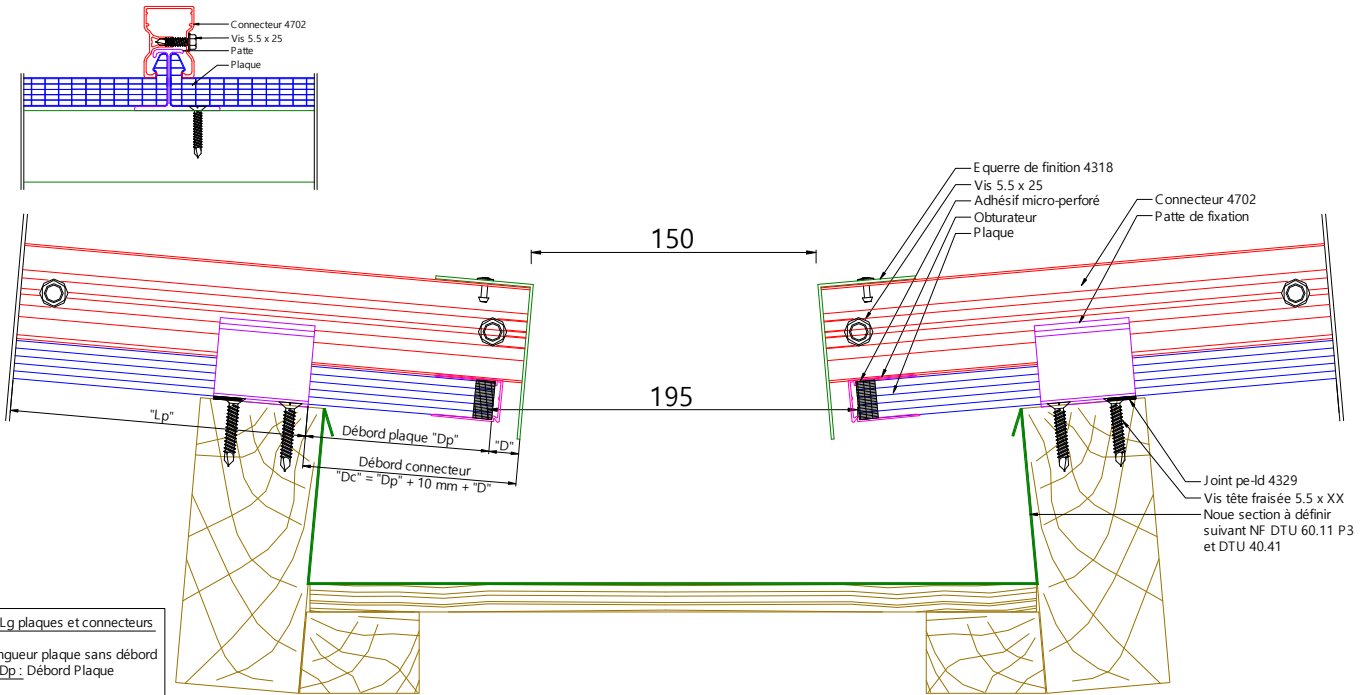 Connecteur 4702
Vis 5.5 x 25
Patte
Plaque
Equerre de finition 4318
Vis 5.5 x 25
Adhésif micro-perforé
Obturateur
Plaque
Connecteur 4702
Patte de fixation
150
195
"Lp"
Débord plaque "Dp"
"D"
Débord connecteur
"Dc" = "Dp" + 10 mm + "D"
Joint pe-ld 4329
Vis tête fraisée 5.5 x XX
Noue section à définir
suivant NF DTU 60.11 P3
et DTU 40.41
Lg plaques et connecteurs
ngueur plaque sans débord
Dp : Débord Plaque